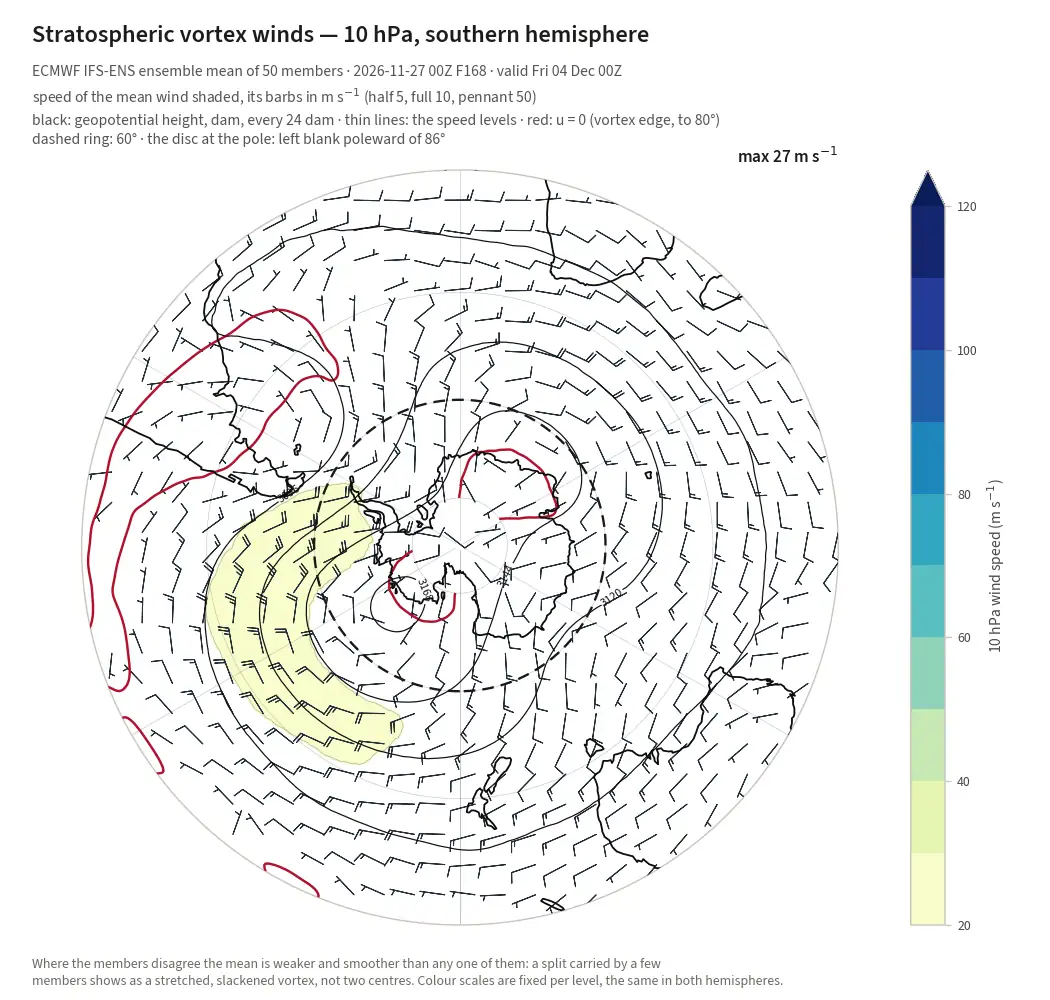 Stratospheric vortex winds — 10 hPa, southern hemisphere
ECMWF IFS-ENS ensemble mean of 50 members · 2026-11-27 00Z F168 · valid Fri 04 Dec 00Z
speed of the mean wind shaded, its barbs in m s⁻¹ (half 5, full 10, pennant 50)
black: geopotential height, dam, every 24 dam · thin lines: the speed levels · red: u = 0 (vortex edge, to 80°)
dashed ring: 60° · the disc at the pole: left blank poleward of 86°
max 27 m s⁻¹
120
100
80
60
40
20
10 hPa wind speed (m s⁻¹)
3120
Where the members disagree the mean is weaker and smoother than any one of them: a split carried by a few
members shows as a stretched, slackened vortex, not two centres. Colour scales are fixed per level, the same in both hemispheres.